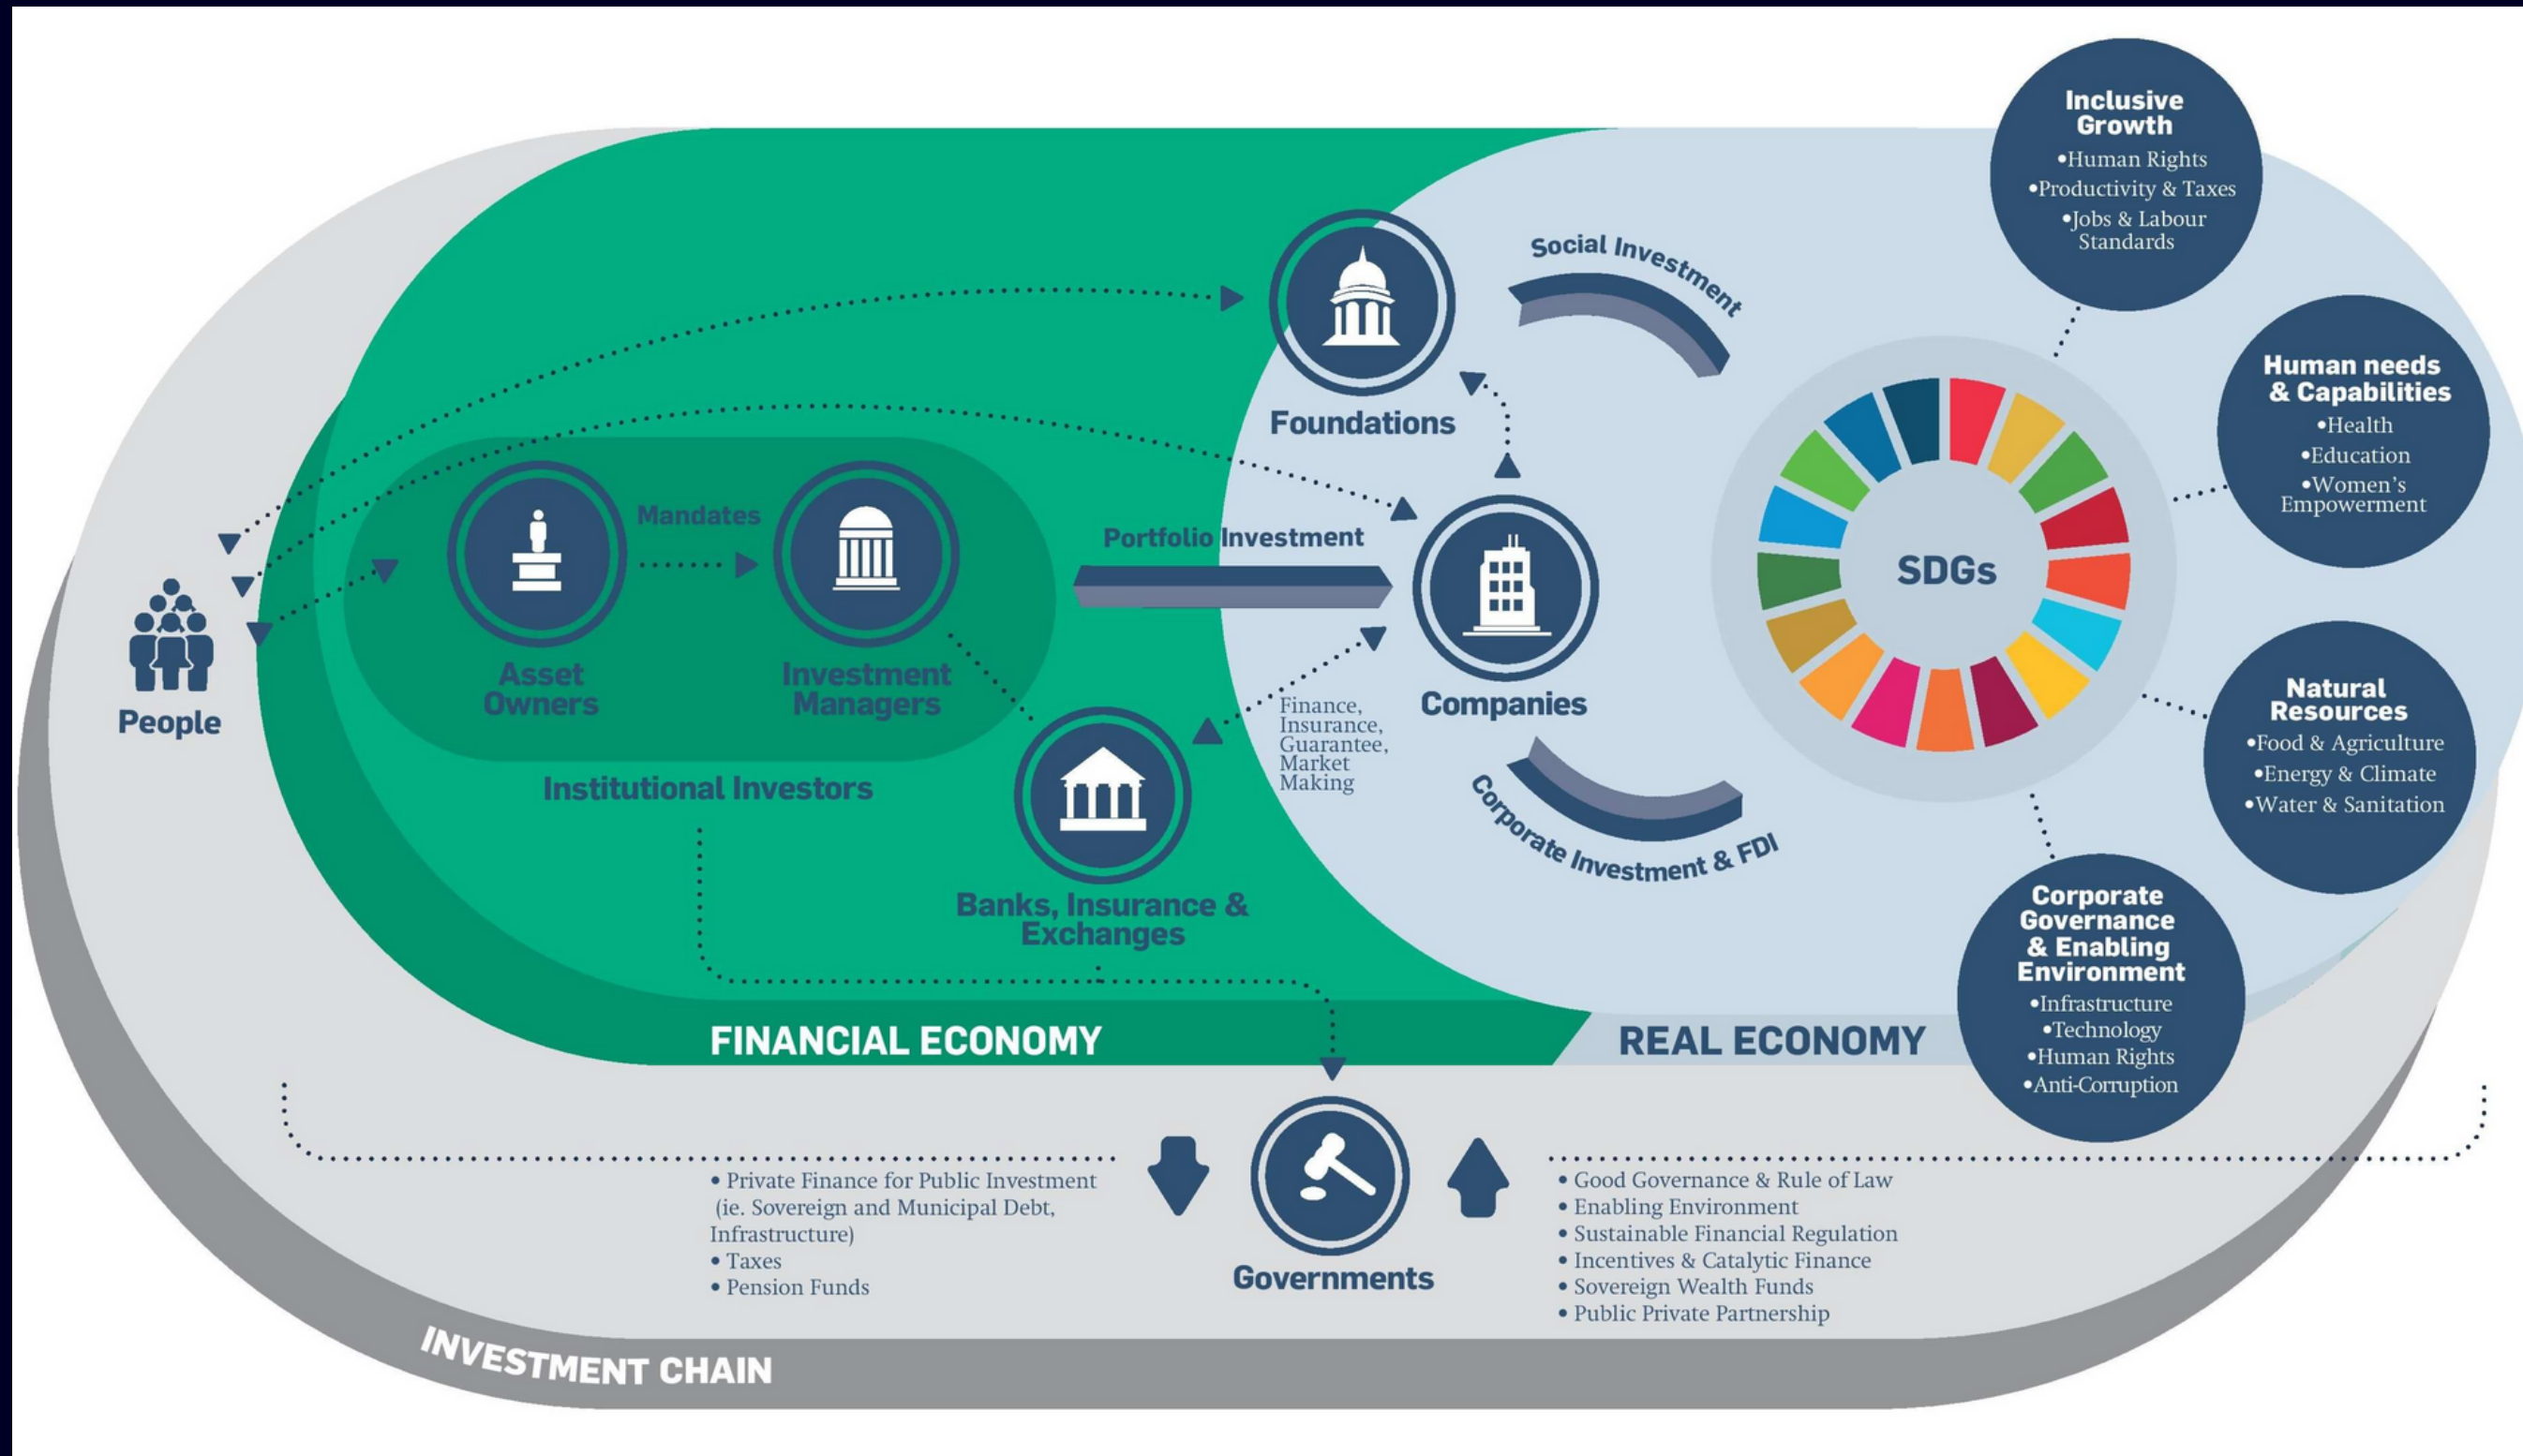 Inclusive
Growth
•Human Rights
•Productivity & Taxes
•Jobs & Labour
Standards
Social Investment
Human needs
& Capabilities
•Health
•Education
•Women’s
Empowerment
Foundations
Mandates
Portfolio Investment
SDGs
People
Asset
Owners
Investment
Managers
Institutional Investors
Companies
Finance,
Insurance,
Guarantee,
Market
Making
Natural
Resources
•Food & Agriculture
•Energy & Climate
•Water & Sanitation
Corporate Investment & FDI
Banks, Insurance &
Exchanges
Corporate
Governance
& Enabling
Environment
•Infrastructure
•Technology
•Human Rights
•Anti-Corruption
FINANCIAL ECONOMY
REAL ECONOMY
• Private Finance for Public Investment
(ie. Sovereign and Municipal Debt,
Infrastructure)
• Taxes
• Pension Funds
Governments
• Good Governance & Rule of Law
• Enabling Environment
• Sustainable Financial Regulation
• Incentives & Catalytic Finance
• Sovereign Wealth Funds
• Public Private Partnership
INVESTMENT CHAIN